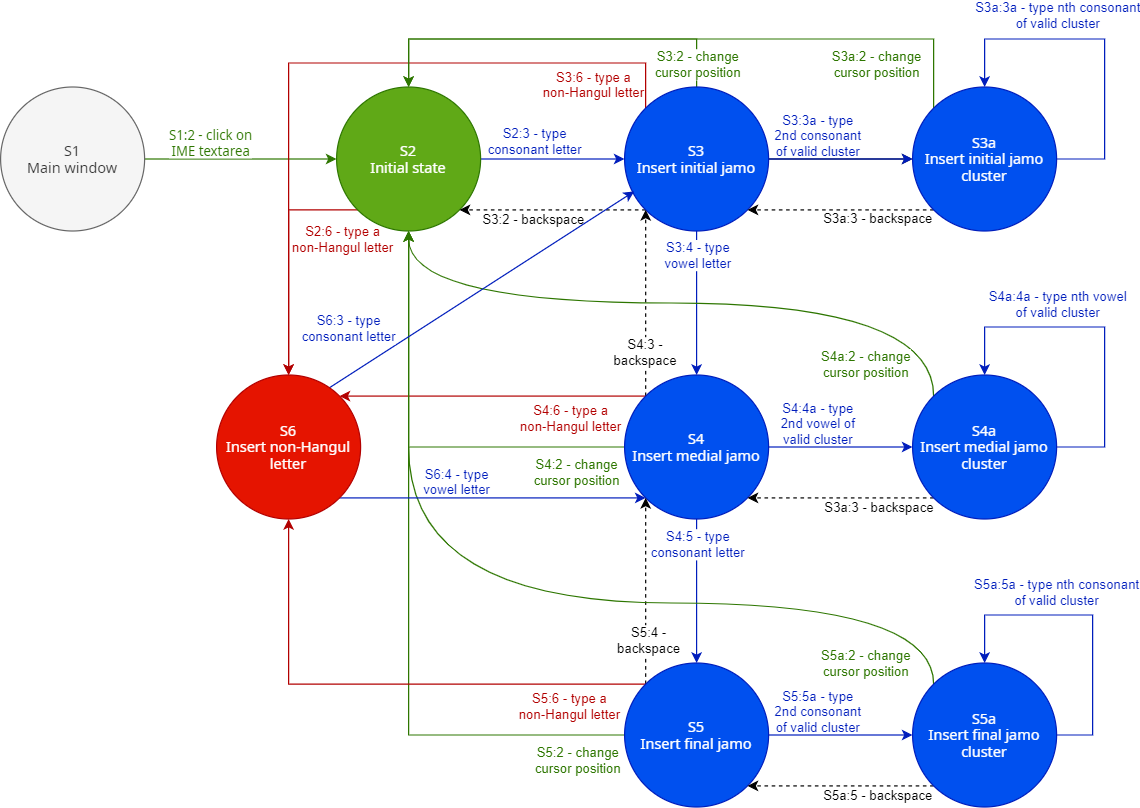 S3a:3a - type nth consonant
of valid cluster
S3:2 - change
cursor position
S3a:2 - change
cursor position
S3:6 - type a
non-Hangul letter
S1
Main window
S1:2 - click on
IME textarea
S2
Initial state
S2:3 - type
consonant letter
S3
Insert initial jamo
S3:3a - type
2nd consonant
of valid cluster
S3a
Insert initial jamo
cluster
S3:2 - backspace
S3a:3 - backspace
S2:6 - type a
non-Hangul letter
S3:4 - type
vowel letter
S6:3 - type
consonant letter
S4a:4a - type nth vowel
of valid cluster
S4:3 -
backspace
S4a:2 - change
cursor position
S6
Insert non-Hangul
letter
S4:6 - type a
non-Hangul letter
S4
Insert medial jamo
S4:4a - type
2nd vowel of
valid cluster
S4a
Insert medial jamo
cluster
S4:2 - change
cursor position
S6:4 - type
vowel letter
S3a:3 - backspace
S4:5 - type
consonant letter
S5a:5a - type nth consonant
of valid cluster
S5:4 -
backspace
S5a:2 - change
cursor position
S5:6 - type a
non-Hangul letter
S5
Insert final jamo
S5:5a - type
2nd consonant
of valid cluster
S5a
Insert final jamo
cluster
S5:2 - change
cursor position
S5a:5 - backspace